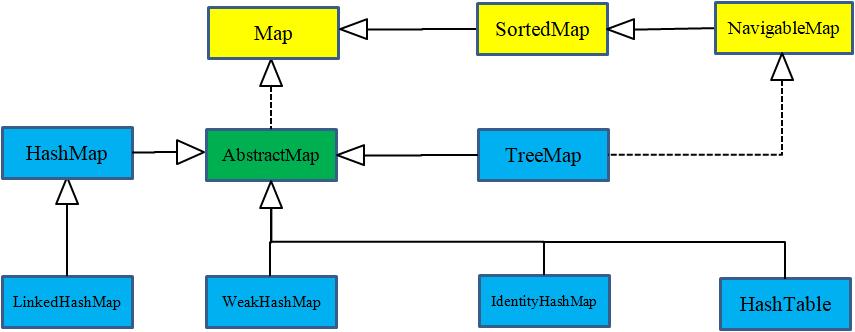 Map
SortedMap
NavigableMap
HashMap
AbstractMap
TreeMap
LinkedHashMap
WeakHashMap
IdentityHashMap
HashTable